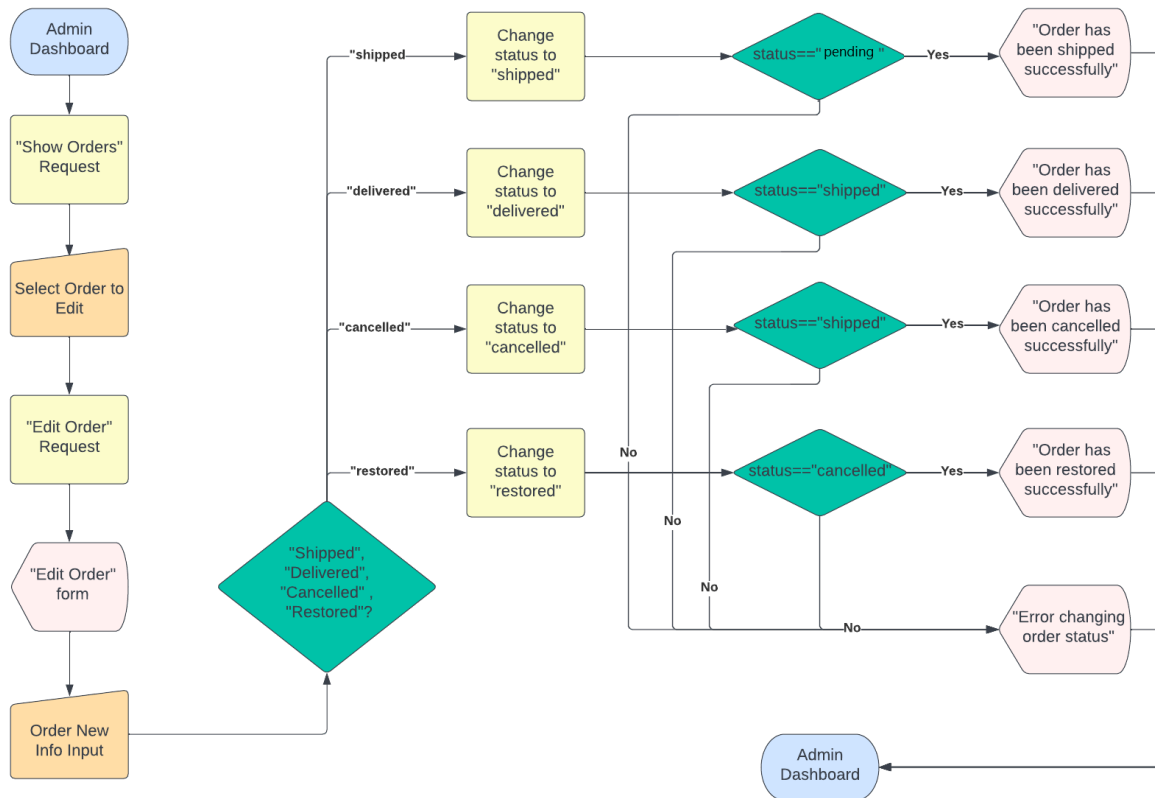 Admin
Dashboard
"Show Orders"
Request
Select Order to
Edit
"Edit Order"
Request
"Edit Order"
form
Order New
Info Input
"Shipped",
"Delivered",
"Cancelled" ,
"Restored"?
"shipped
Change
status to
"shipped"
status=="pending "
Yes
"Order has
been shipped
successfully"
"delivered"
Change
status to
"delivered"
status=="shipped"
Yes
"Order has
been delivered
successfully"
"cancelled"
Change
status to
"cancelled"
status=="shipped"
Yes
"Order has
been cancelled
successfully"
"restored"
Change
status to
"restored"
status=="cancelled"
Yes
"Order has
been restored
successfully"
No
No
No
No
"Error changing
order status"
Admin
Dashboard